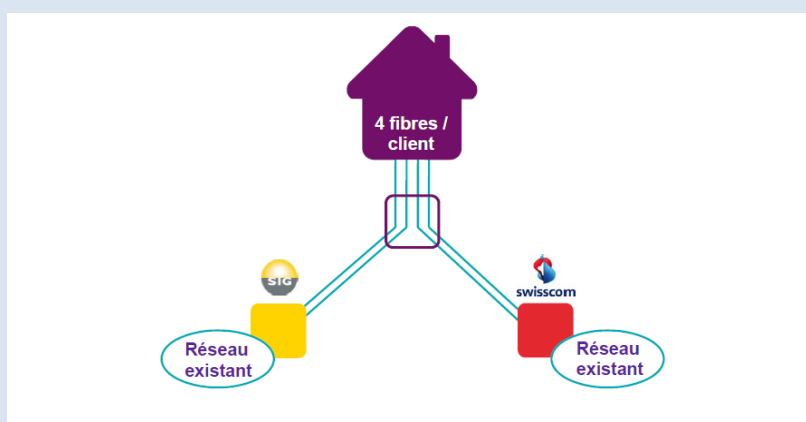 4 fibres /
client
SIG
swisscom
Réseau
existant
Réseau
existant